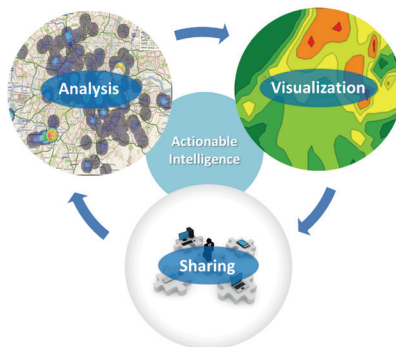 Analysis
Visualization
Actionable
Intelligence
Sharing